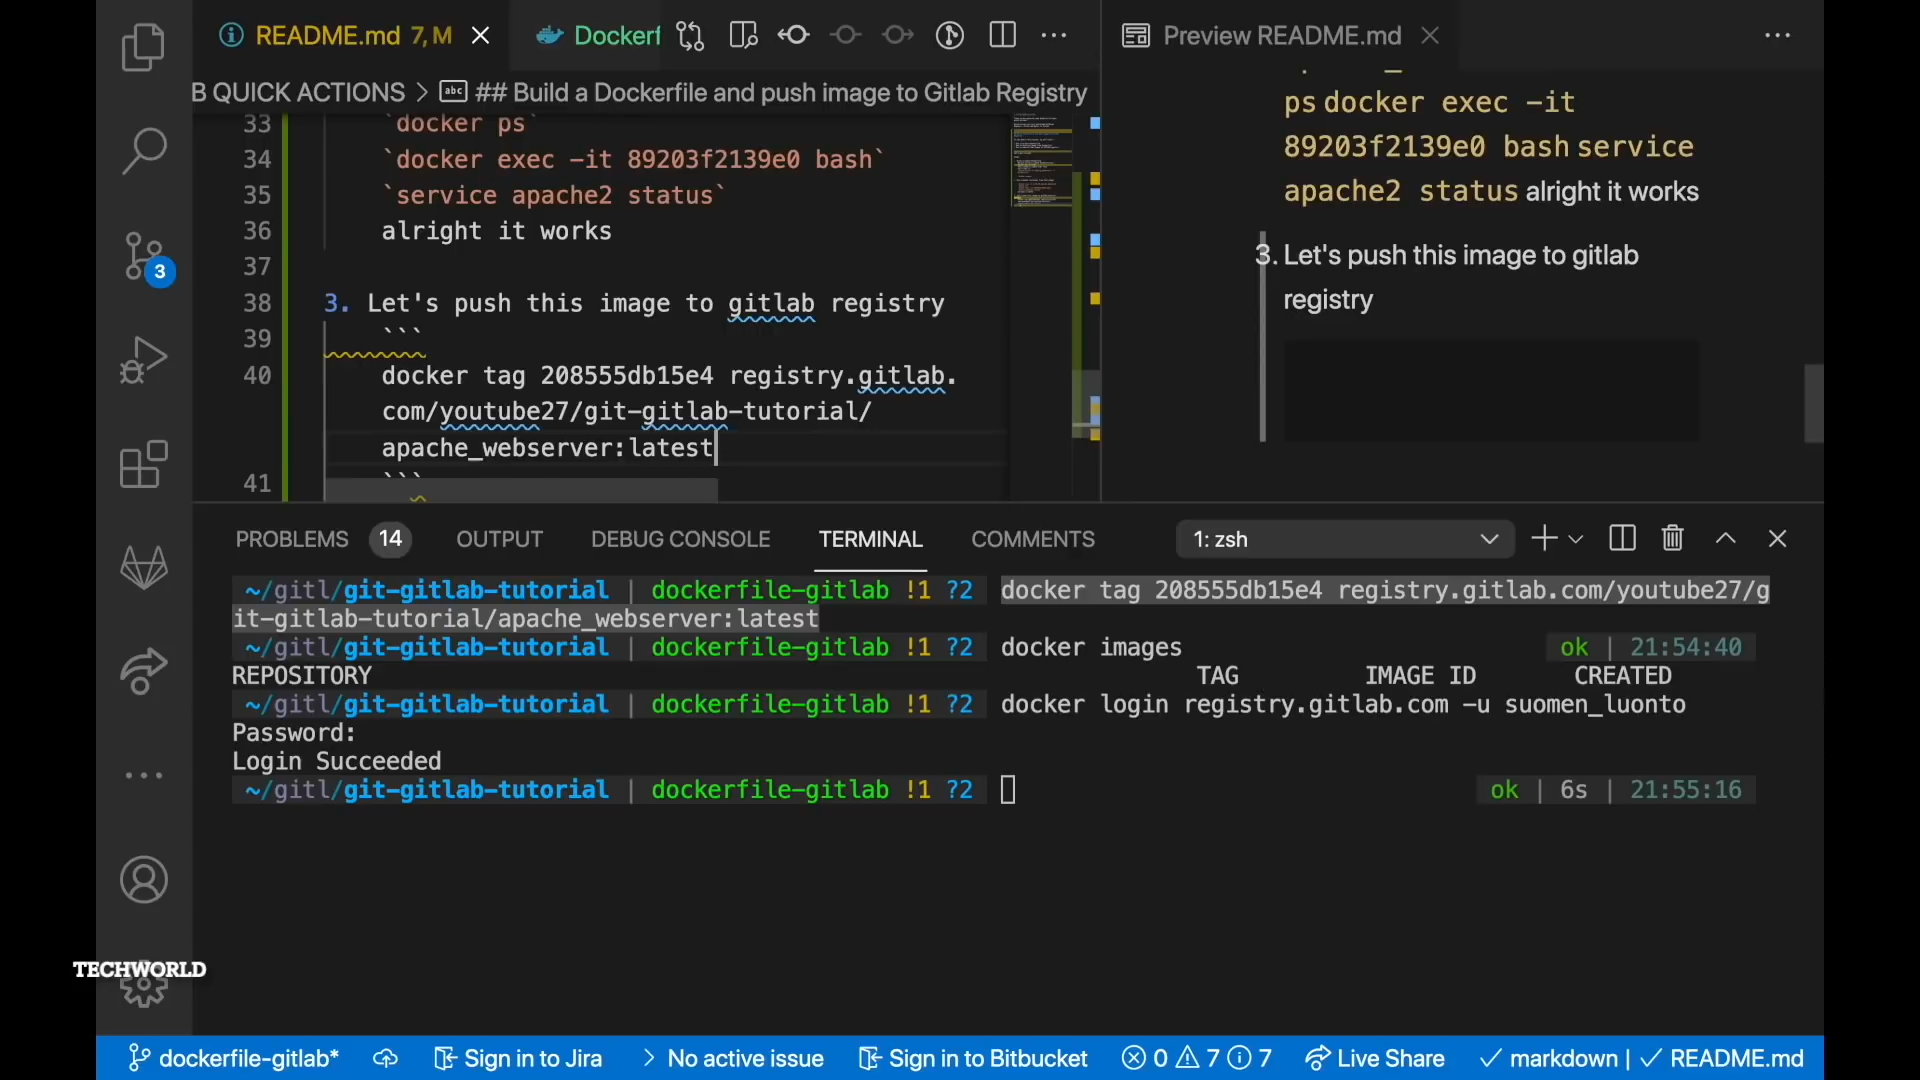 README.md 7, M
Dockerf
Preview README.md
B QUICK ACTIONS > ## Build a Dockerfile and push image to Gitlab Registry
33 `docker ps`
34 `docker exec -it 89203f2139e0 bash`
35 `service apache2 status`
36 alright it works
37
38 3. Let's push this image to gitlab registry
39 ```
40 docker tag 208555db15e4 registry.gitlab.
com/youtube27/git-gitlab-tutorial/
apache_webserver:latest
41 ```
ps docker exec -it
89203f2139e0 bash service
apache2 status alright it works
3. Let's push this image to gitlab
registry
3
PROBLEMS 14 OUTPUT DEBUG CONSOLE TERMINAL COMMENTS 1: zsh
~/gitl/git-gitlab-tutorial | dockerfile-gitlab !1 ?2 docker tag 208555db15e4 registry.gitlab.com/youtube27/g
it-gitlab-tutorial/apache_webserver:latest
~/gitl/git-gitlab-tutorial | dockerfile-gitlab !1 ?2 docker images ok | 21:54:40
REPOSITORY TAG IMAGE ID CREATED
~/gitl/git-gitlab-tutorial | dockerfile-gitlab !1 ?2 docker login registry.gitlab.com -u suomen_luonto
Password:
Login Succeeded
~/gitl/git-gitlab-tutorial | dockerfile-gitlab !1 ?2 ok | 6s | 21:55:16
TECHWORLD
dockerfile-gitlab* Sign in to Jira > No active issue Sign in to Bitbucket 0 7 7 Live Share ✓ markdown | ✓ README.md